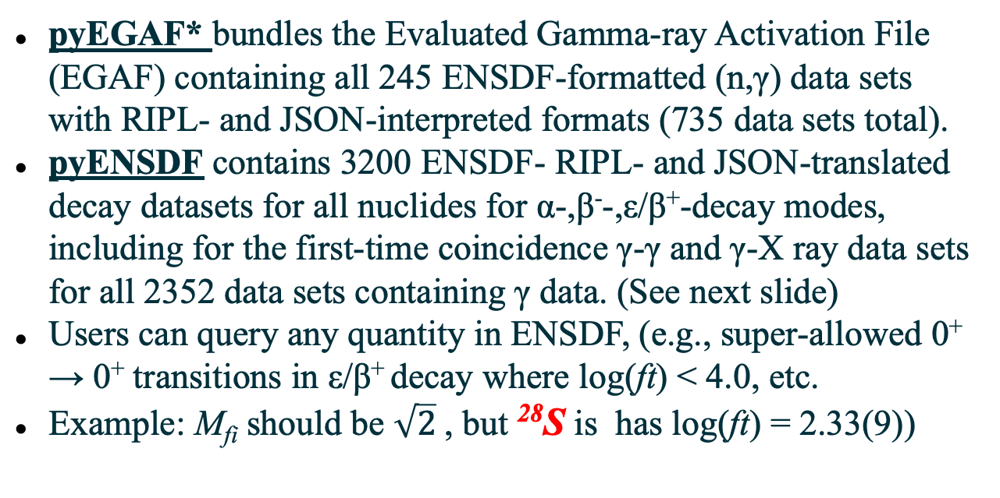 • pyEGAF* bundles the Evaluated Gamma-ray Activation File
(EGAF) containing all 245 ENSDF-formatted (n,γ) data sets
with RIPL- and JSON-interpreted formats (735 data sets total).
• pyENSDF contains 3200 ENSDF- RIPL- and JSON-translated
decay datasets for all nuclides for α-,β⁻-,ε/β⁺-decay modes,
including for the first-time coincidence γ-γ and γ-X ray data sets
for all 2352 data sets containing γ data. (See next slide)
• Users can query any quantity in ENSDF, (e.g., super-allowed 0⁺
→ 0⁺ transitions in ε/β⁺ decay where log(ft) < 4.0, etc.
• Example: M_fi should be √2 , but ²⁸S is has log(ft) = 2.33(9))